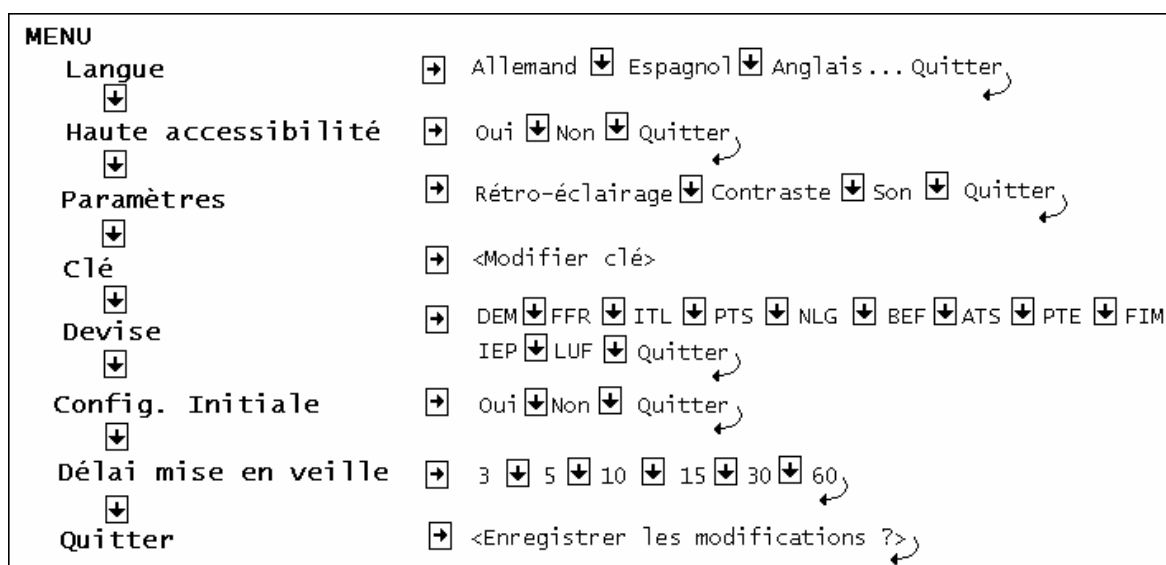 MENU
Langue Allemand Espagnol Anglais... Quitter
Haute accessibilité Oui Non Quitter
Paramètres Rétro-éclairage Contraste Son Quitter
Clé <Modifier clé>
Devise DEM FFR ITL PTS NLG BEF ATS PTE FIM
IEP LUF Quitter
Config. Initiale Oui Non Quitter
Délai mise en veille 3 5 10 15 30 60
Quitter <Enregistrer les modifications ?>